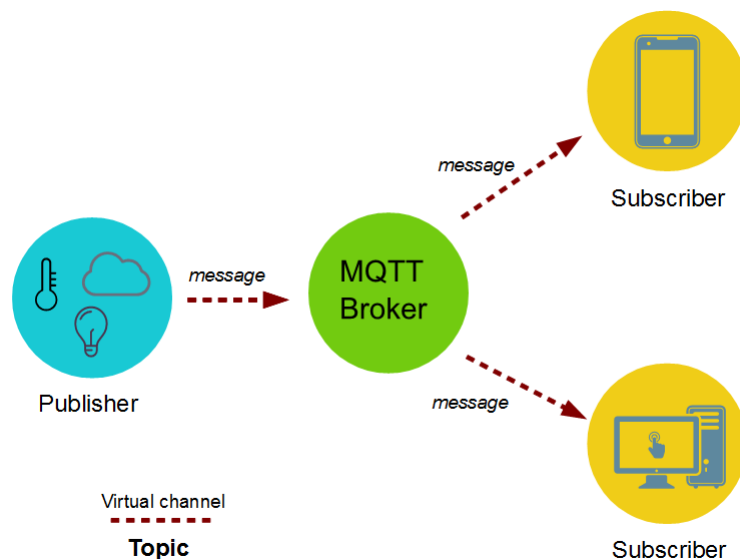 message
Subscriber
message
MQTT
Broker
Publisher
message
Virtual channel
Topic
Subscriber